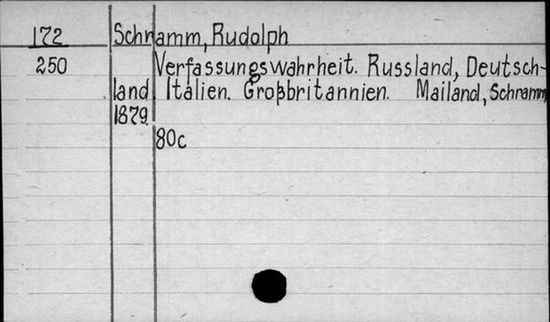 172 Schramm, Rudolph
250 Verfassungswahrheit. Russland, Deutsch-
land. Italien. Großbritannien. Mailand, Schramm,
1879.
80c